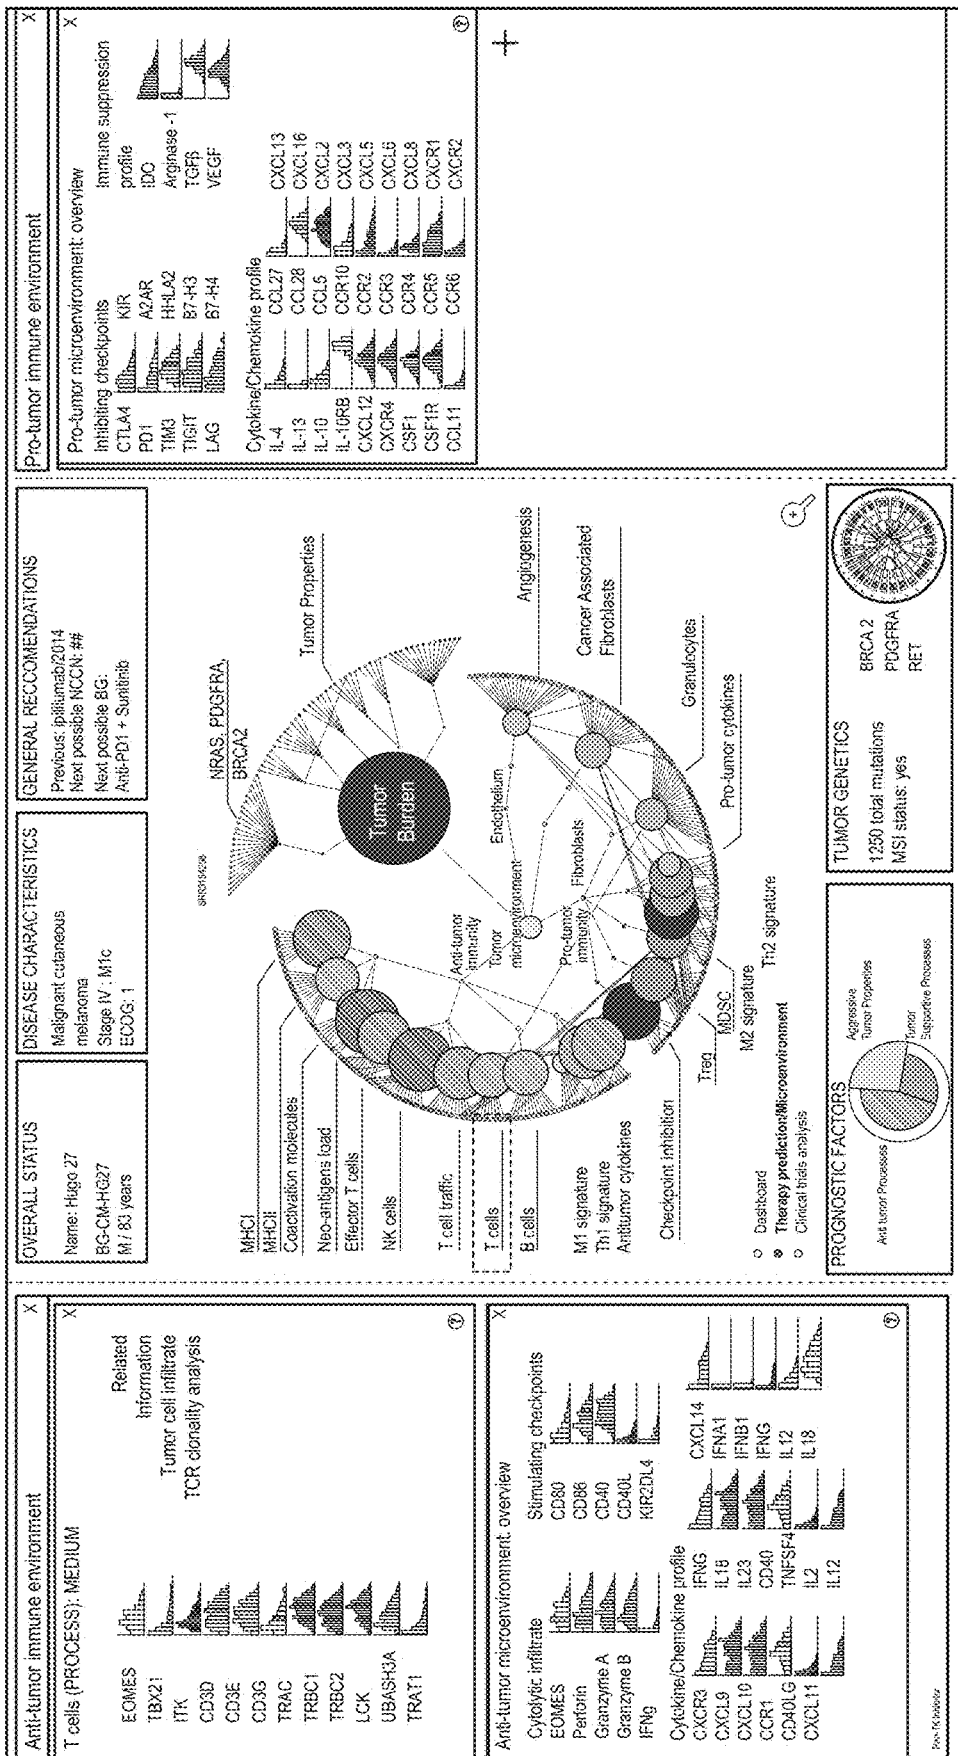 Anti-tumor immune environment
X
T cells (PROCESS): MEDIUM
X
EOMES
TBX21
ITK
CD3D
CD3E
CD3G
TRAC
TRBC1
TRBC2
LCK
UBASH3A
TRAT1
Related
Information
Tumor cell infiltrate
TCR clonality analysis
?
Anti-tumor microenvironment: overview
X
Cytolytic infiltrate
EOMES
Perforin
Granzyme A
Granzyme B
IFNg
Stimulating checkpoints
CD80
CD86
CD40
CD40L
KIR2DL4
Cytokine/Chemokine profile
CXCR3
CXCL9
CXCL10
CCR1
CD40LG
CXCL11
IFNG
IL18
IL23
CD40
TNFSF4
IL2
IL12
CXCL14
IFNA1
IFNB1
IFNG
IL12
IL18
?
OVERALL STATUS
Name: Hugo 27
BG-CM-HG27
M / 83 years
DISEASE CHARACTERISTICS
Malignant cutaneous
melanoma
Stage IV ; M1c
ECOG: 1
GENERAL RECCOMENDATIONS
Previous: ipilimumab/2014
Next possible NCCN: ##
Next possible BG:
Anti-PD1 + Sunitinib
MHCI
MHCII
Coactivation molecules
Neo-antigens load
Effector T cells
NK cells
T cell traffic
T cells
B cells
M1 signature
Th1 signature
Antitumor cytokines
Checkpoint inhibition
Treg
MDSC
M2 signature
Th2 signature
Pro-tumor cytokines
Granulocytes
Cancer Associated
Fibroblasts
Angiogenesis
Tumor Properties
NRAS, PDGFRA,
BRCA2
Tumor
Burden
Anti-tumor
immunity
Tumor
microenvironment
Pro-tumor
immunity
Endothelium
Fibroblasts
Dashboard
Therapy prediction/Microenvironment
Clinical trials analysis
PROGNOSTIC FACTORS
Anti tumor Processes
Aggressive
Tumor Properties
Tumor
Supportive Processes
TUMOR GENETICS
1250 total mutations
MSI status: yes
BRCA 2
PDGFRA
RET
Pro-tumor immune environment
X
Pro-tumor microenvironment: overview
X
Inhibiting checkpoints
CTLA4
PD1
TIM3
TIGIT
LAG
KIR
A2AR
HHLA2
B7-H3
B7-H4
Immune suppression
profile
IDO
Arginase -1
TGFβ
VEGF
Cytokine/Chemokine profile
IL-4
IL-13
IL-10
IL-10RB
CXCL12
CXCR4
CSF1
CSF1R
CCL11
CCL27
CCL28
CCL5
CCR10
CCR2
CCR3
CCR4
CCR5
CCR6
CXCL13
CXCL16
CXCL2
CXCL3
CXCL5
CXCL6
CXCL8
CXCR1
CXCR2
?
+